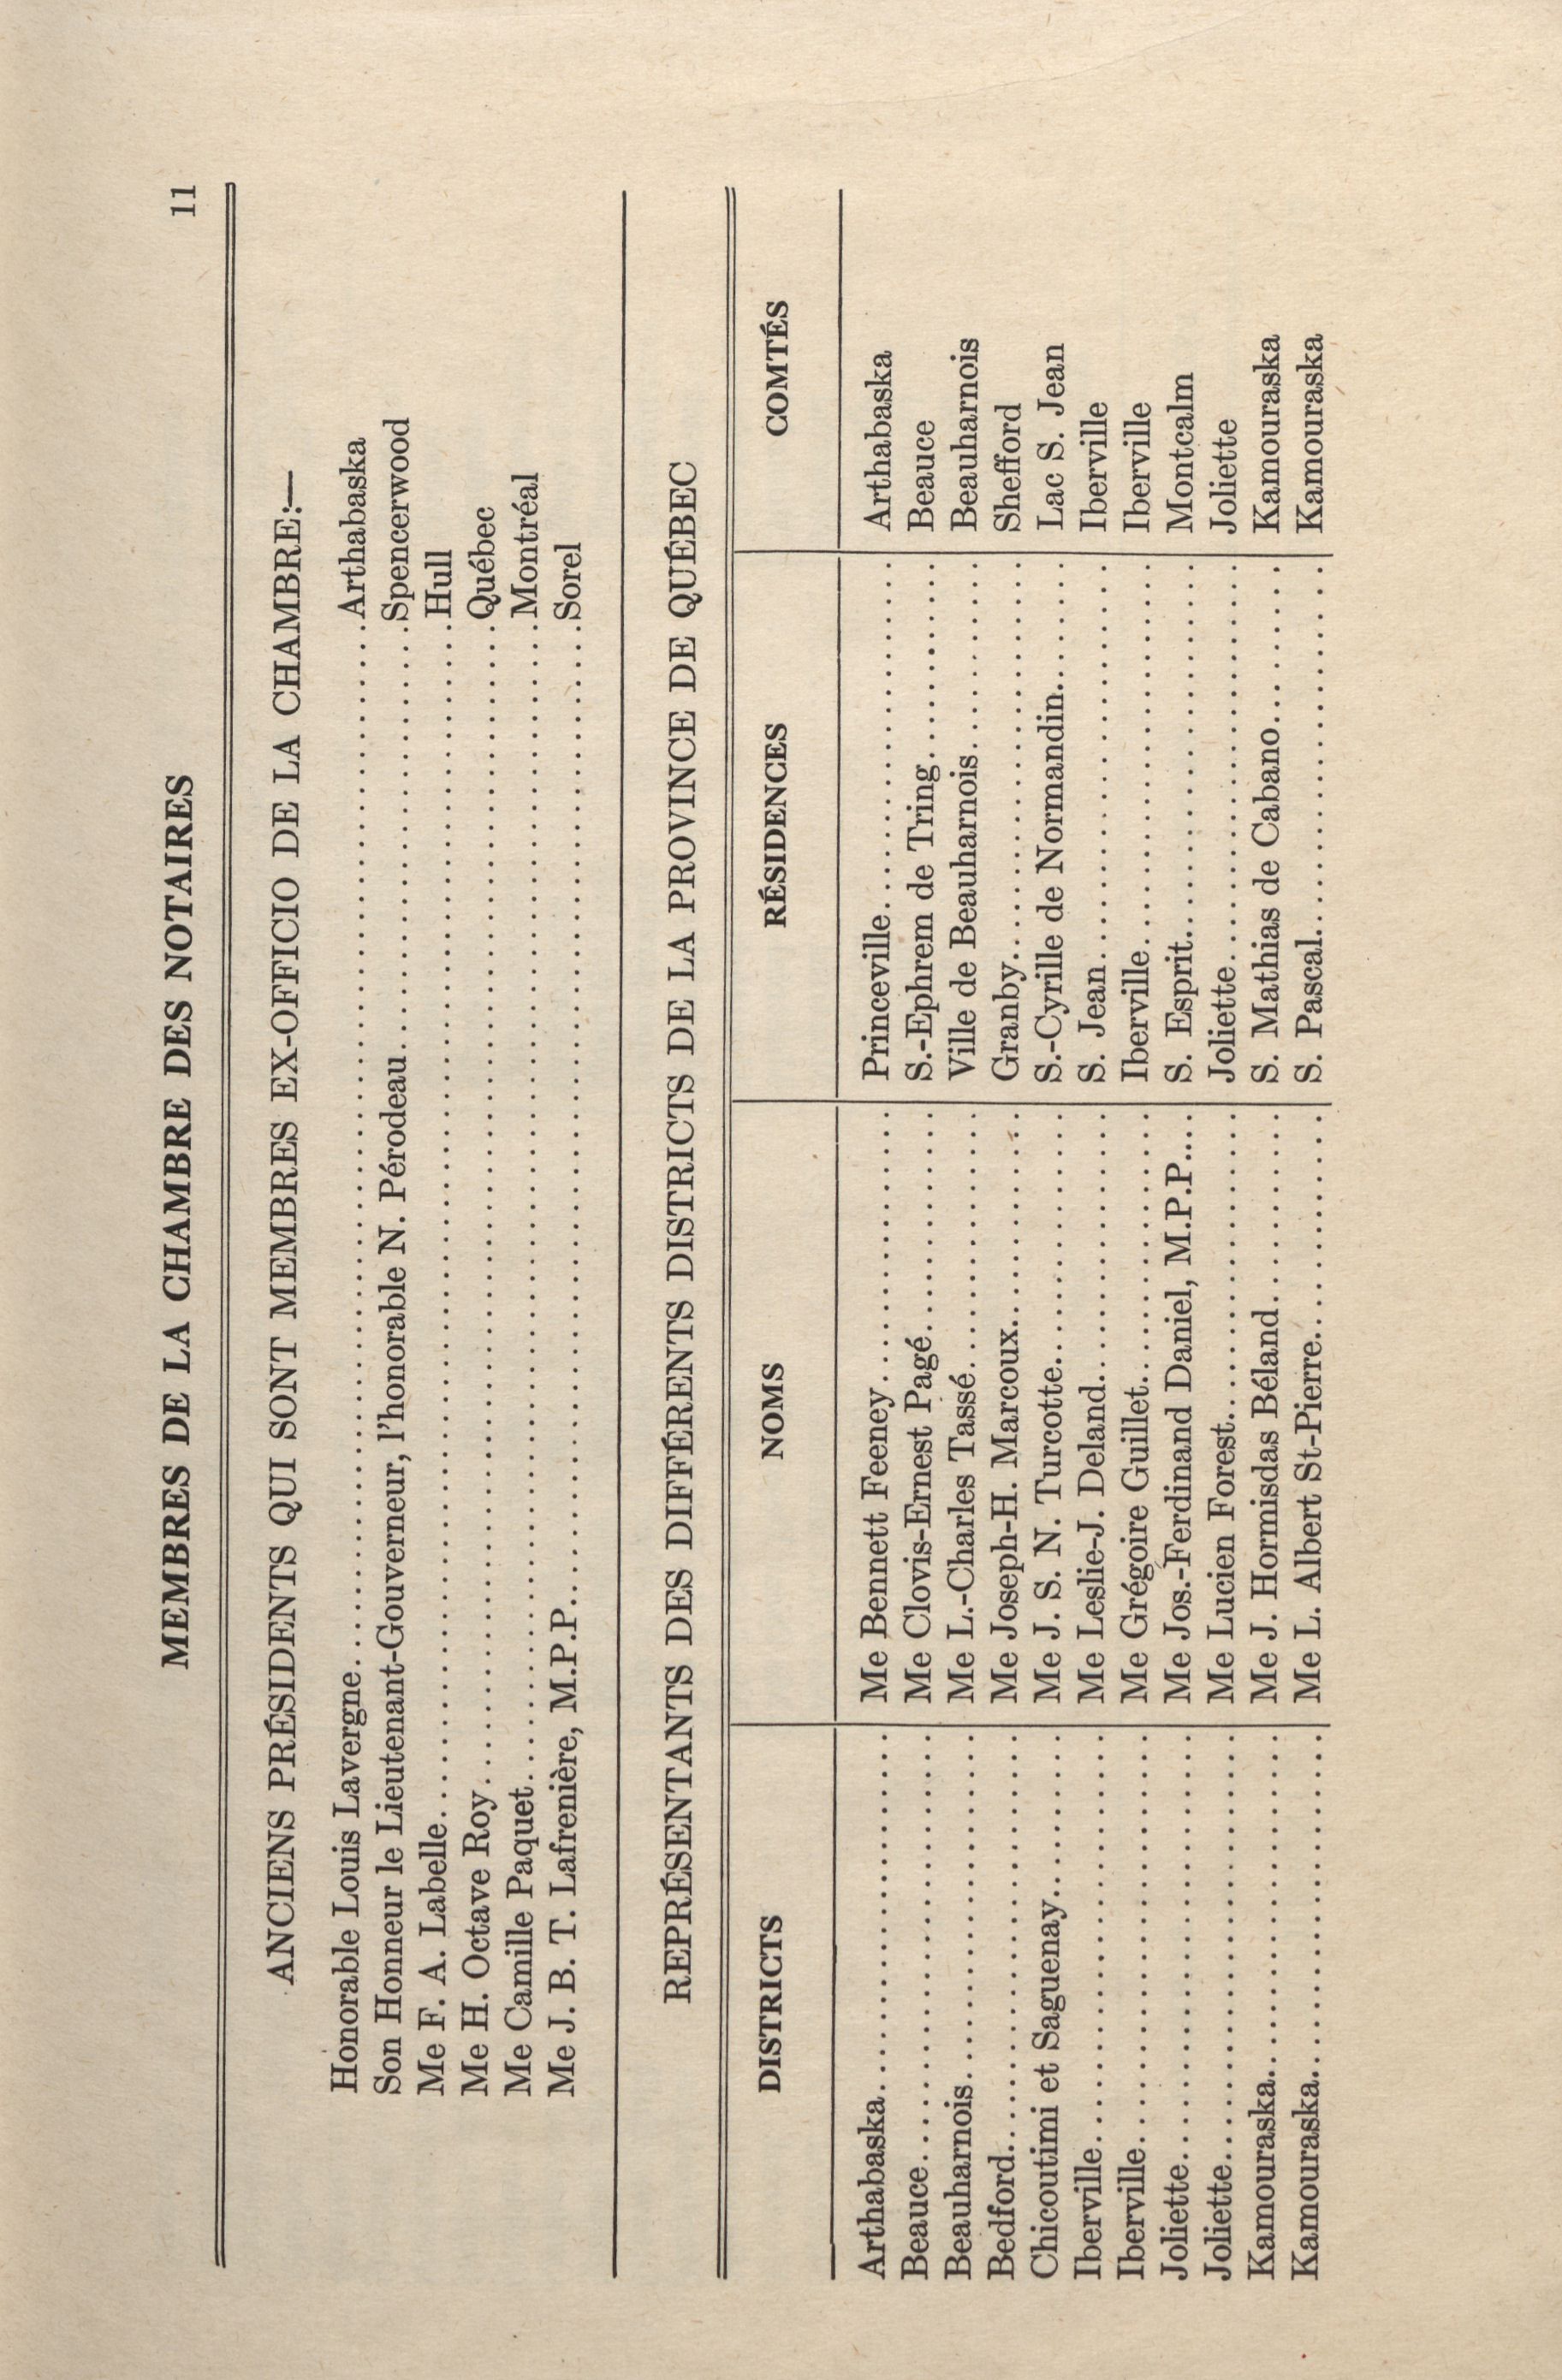 MEMBRES DE LA CHAMBRE DES NOTAIRES 11
ANCIENS PRÉSIDENTS QUI SONT MEMBRES EX-OFFICIO DE LA CHAMBRE:—
Honorable Louis Lavergne Arthabaska
Son Honneur le Lieutenant-Gouverneur, l'honorable N. Pérodeau Spencerwood
Me F. A. Labelle Hull
Me H. Octave Roy Québec
Me Camille Paquet Montréal
Me J. B. T. Lafrenière, M.P.P. Sorel
REPRÉSENTANTS DES DIFFÉRENTS DISTRICTS DE LA PROVINCE DE QUÉBEC
DISTRICTS NOMS RÉSIDENCES COMTÉS
Arthabaska Me Bennett Feeney Princeville Arthabaska
Beauce Me Clovis-Ernest Pagé S.-Ephrem de Tring Beauce
Beauharnois Me L.-Charles Tassé Ville de Beauharnois Beauharnois
Bedford Me Joseph-H. Marcoux Granby Shefford
Chicoutimi et Saguenay Me J. S. N. Turcotte S.-Cyrille de Normandin Lac S. Jean
Iberville Me Leslie-J. Deland S. Jean Iberville
Iberville Me Grégoire Guillet Iberville Iberville
Joliette Me Jos.-Ferdinand Daniel, M.P.P. S. Esprit Montcalm
Joliette Me Lucien Forest Joliette Joliette
Kamouraska Me J. Hormisdas Béland S. Mathias de Cabano Kamouraska
Kamouraska Me L. Albert St-Pierre S. Pascal Kamouraska